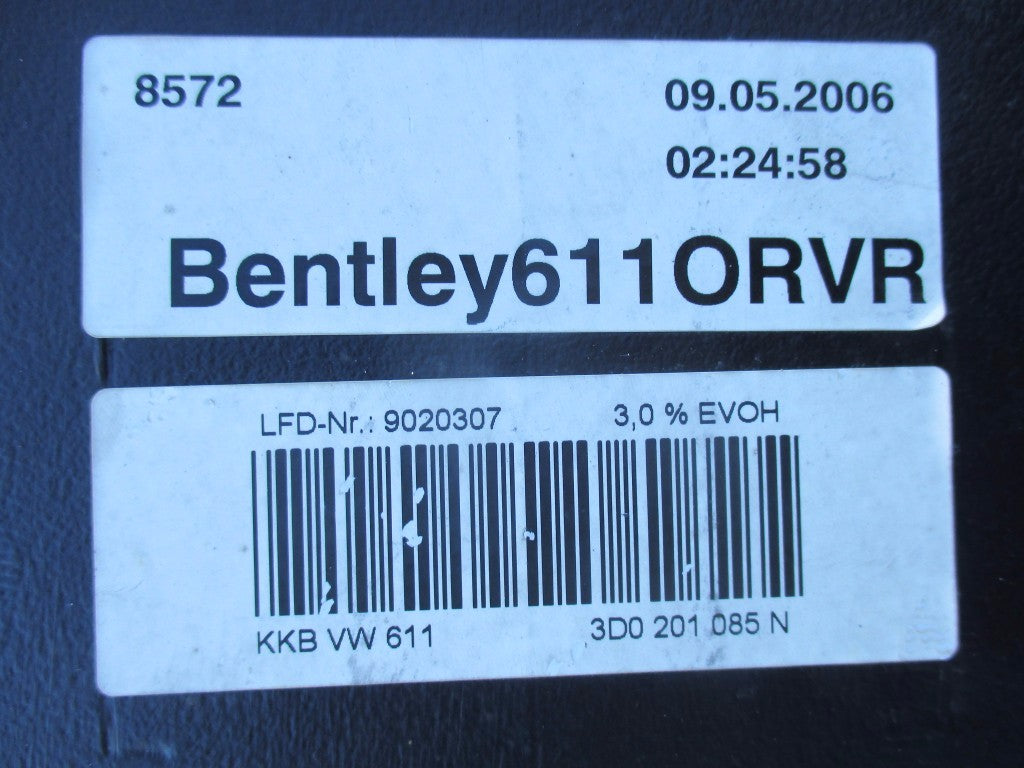 8572 09.05.2006
02:24:58
Bentley611ORVR
LFD-Nr.: 9020307 3,0 % EVOH
KKB VW 611 3D0 201 085 N